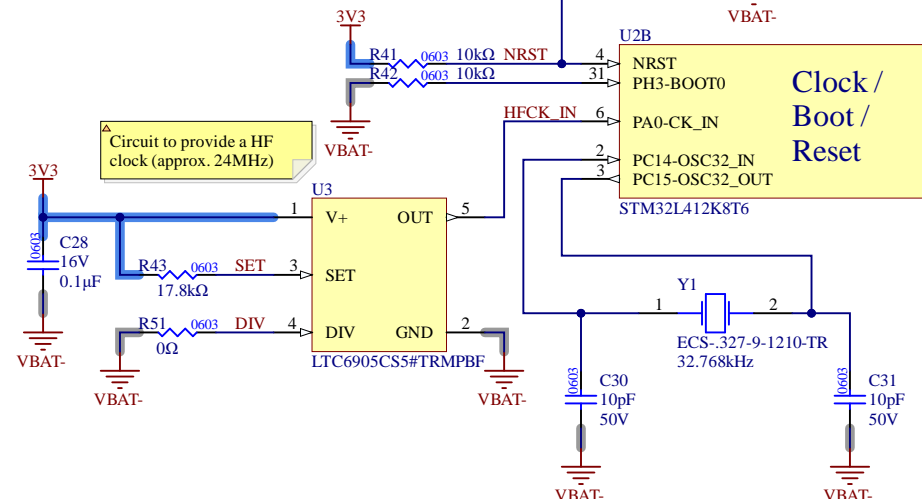 VBAT-
3V3
U2B
R41 0603 10kΩ NRST 4 NRST
R42 0603 10kΩ 31 PH3-BOOT0
VBAT-
HFCK_IN 6 PA0-CK_IN
2 PC14-OSC32_IN
3 PC15-OSC32_OUT
Clock /
Boot /
Reset
STM32L412K8T6
Circuit to provide a HF
clock (approx. 24MHz)
3V3
U3
1 V+ OUT 5
0603
C28
16V
0.1µF
VBAT-
R43 0603 SET 3 SET
17.8kΩ
R51 0603 DIV 4 DIV GND 2
0Ω
LTC6905CS5#TRMPBF
VBAT-
VBAT-
Y1
1 2
ECS-.327-9-1210-TR
32.768kHz
0603
C30
10pF
50V
VBAT-
0603
C31
10pF
50V
VBAT-